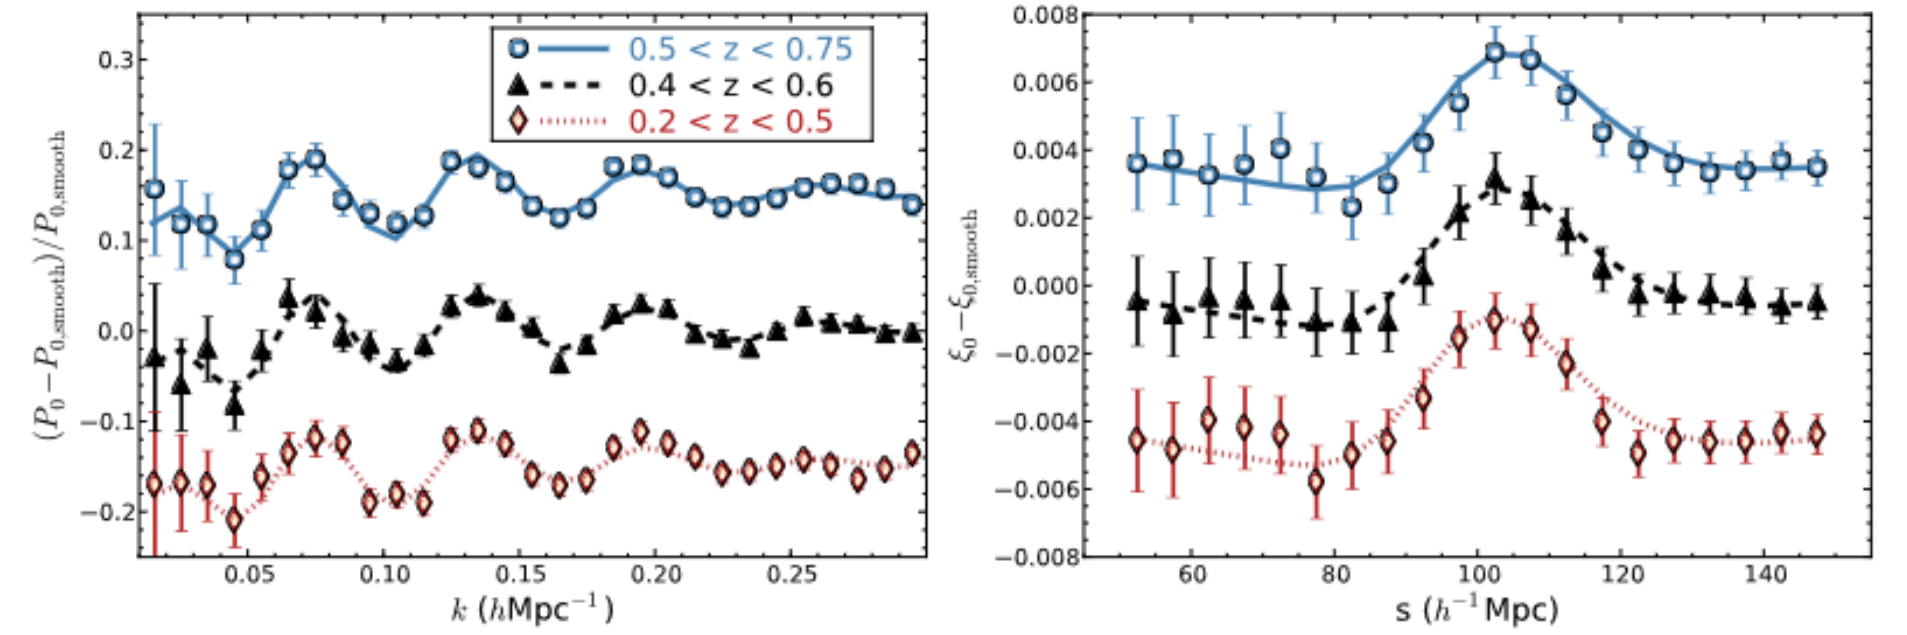 0.5 < z < 0.75
0.4 < z < 0.6
0.2 < z < 0.5
0.3
0.2
0.1
0.0
−0.1
−0.2
(P₀ − P₀,smooth)/P₀,smooth
0.05 0.10 0.15 0.20 0.25
k (hMpc⁻¹)
0.008
0.006
0.004
0.002
0.000
−0.002
−0.004
−0.006
−0.008
ξ₀ − ξ₀,smooth
60 80 100 120 140
s (h⁻¹Mpc)